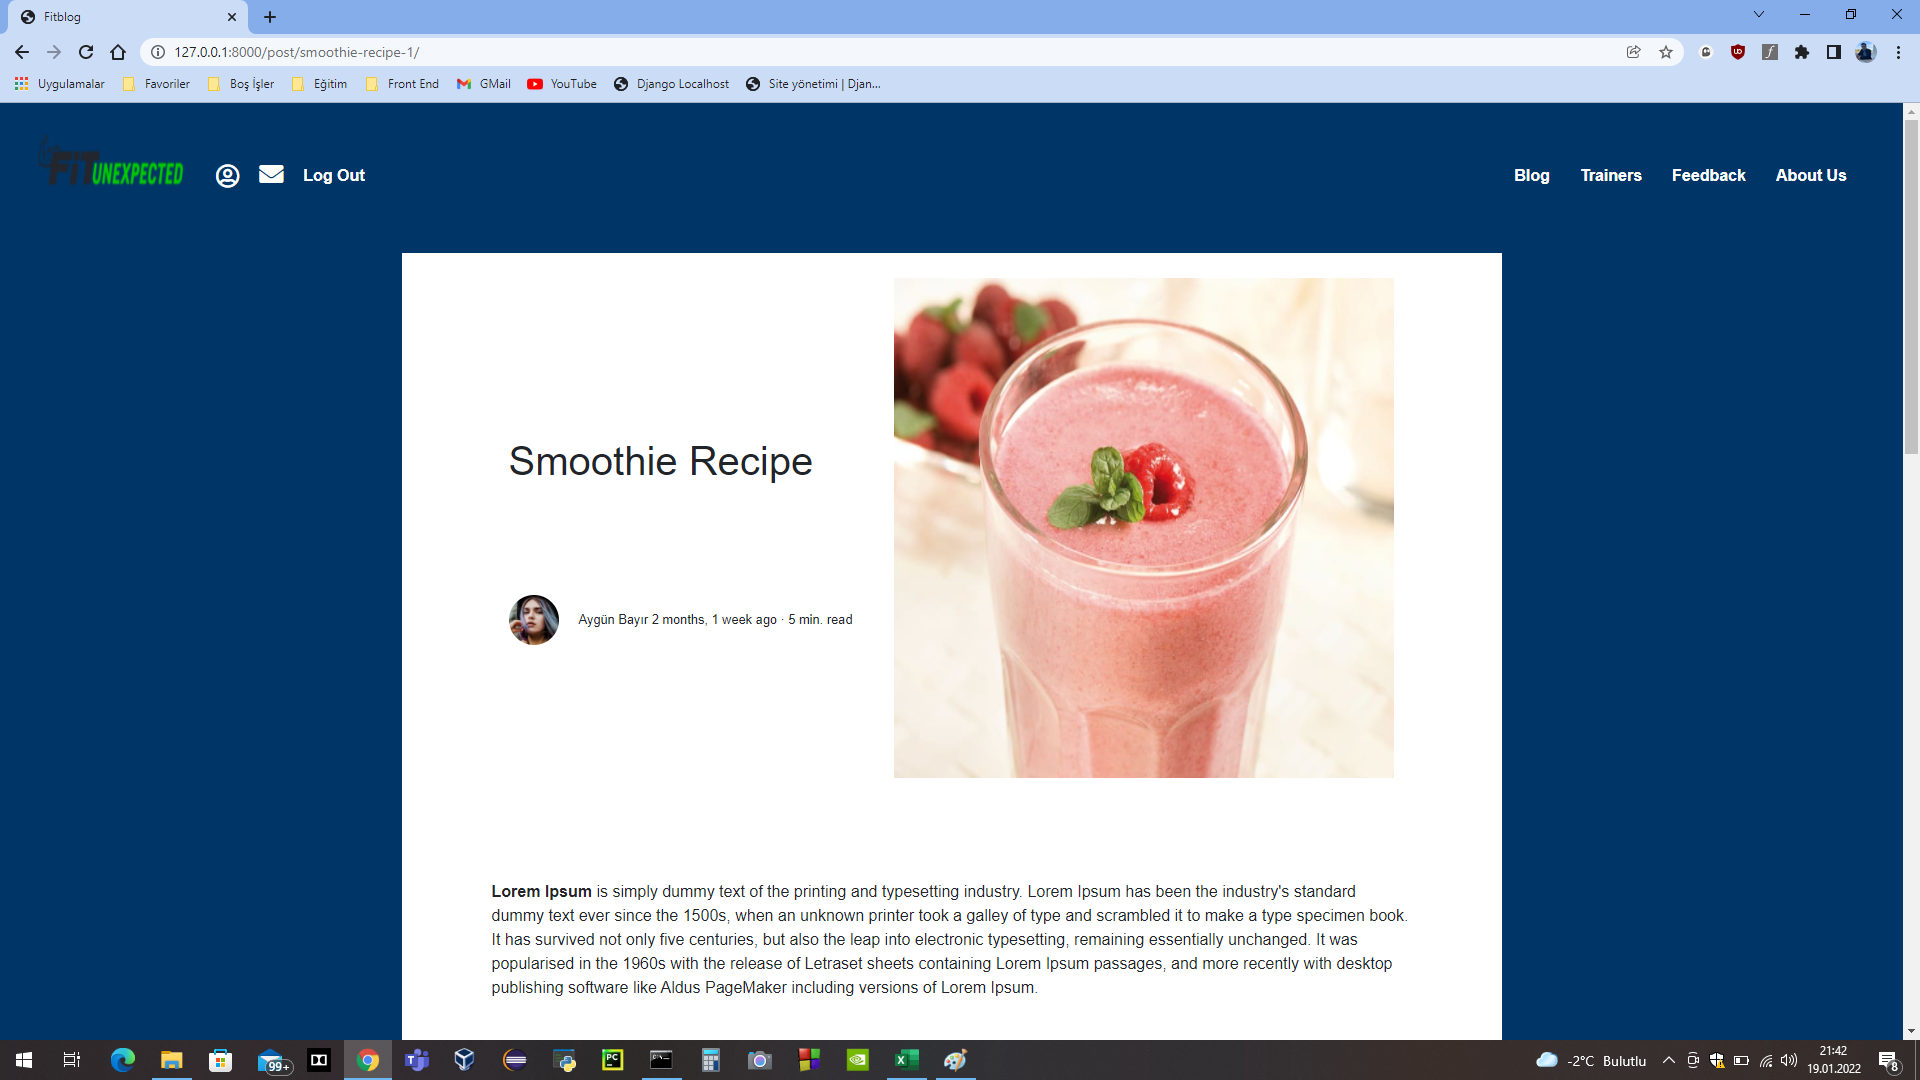 Fitblog
127.0.0.1:8000/post/smoothie-recipe-1/
Uygulamalar Favoriler Boş İşler Eğitim Front End GMail YouTube Django Localhost Site yönetimi | Djan...
FiT UNEXPECTED Log Out Blog Trainers Feedback About Us
Smoothie Recipe
Aygün Bayır 2 months, 1 week ago · 5 min. read
Lorem Ipsum is simply dummy text of the printing and typesetting industry. Lorem Ipsum has been the industry's standard
dummy text ever since the 1500s, when an unknown printer took a galley of type and scrambled it to make a type specimen book.
It has survived not only five centuries, but also the leap into electronic typesetting, remaining essentially unchanged. It was
popularised in the 1960s with the release of Letraset sheets containing Lorem Ipsum passages, and more recently with desktop
publishing software like Aldus PageMaker including versions of Lorem Ipsum.
99+
PC
-2°C Bulutlu
21:42
19.01.2022
8